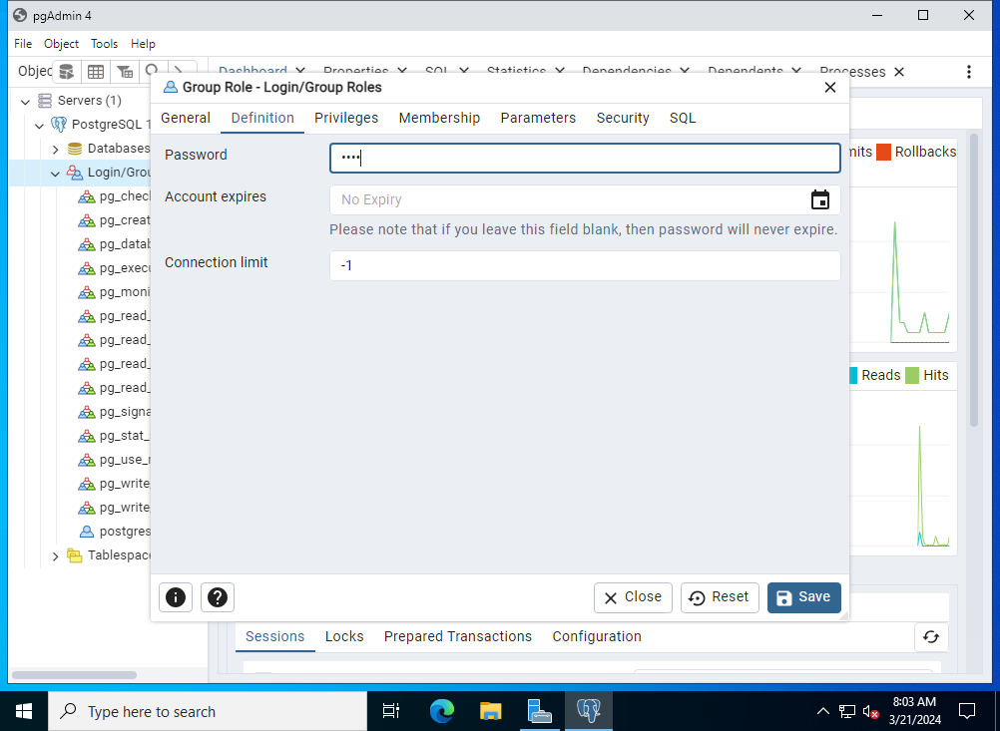 pgAdmin 4
File Object Tools Help
Objec
Dashboard Properties SQL Statistics Dependencies Dependents Processes
Servers (1)
PostgreSQL 1
Databases
Login/Grou
pg_chec
pg_creat
pg_datab
pg_execu
pg_moni
pg_read_
pg_read_
pg_read_
pg_read_
pg_signa
pg_stat_
pg_use_r
pg_write
pg_write
postgres
Tablespace
Group Role - Login/Group Roles
General Definition Privileges Membership Parameters Security SQL
Password ••••
Account expires No Expiry
Please note that if you leave this field blank, then password will never expire.
Connection limit -1
Close Reset Save
mits Rollbacks
Reads Hits
Sessions Locks Prepared Transactions Configuration
Type here to search
8:03 AM
3/21/2024